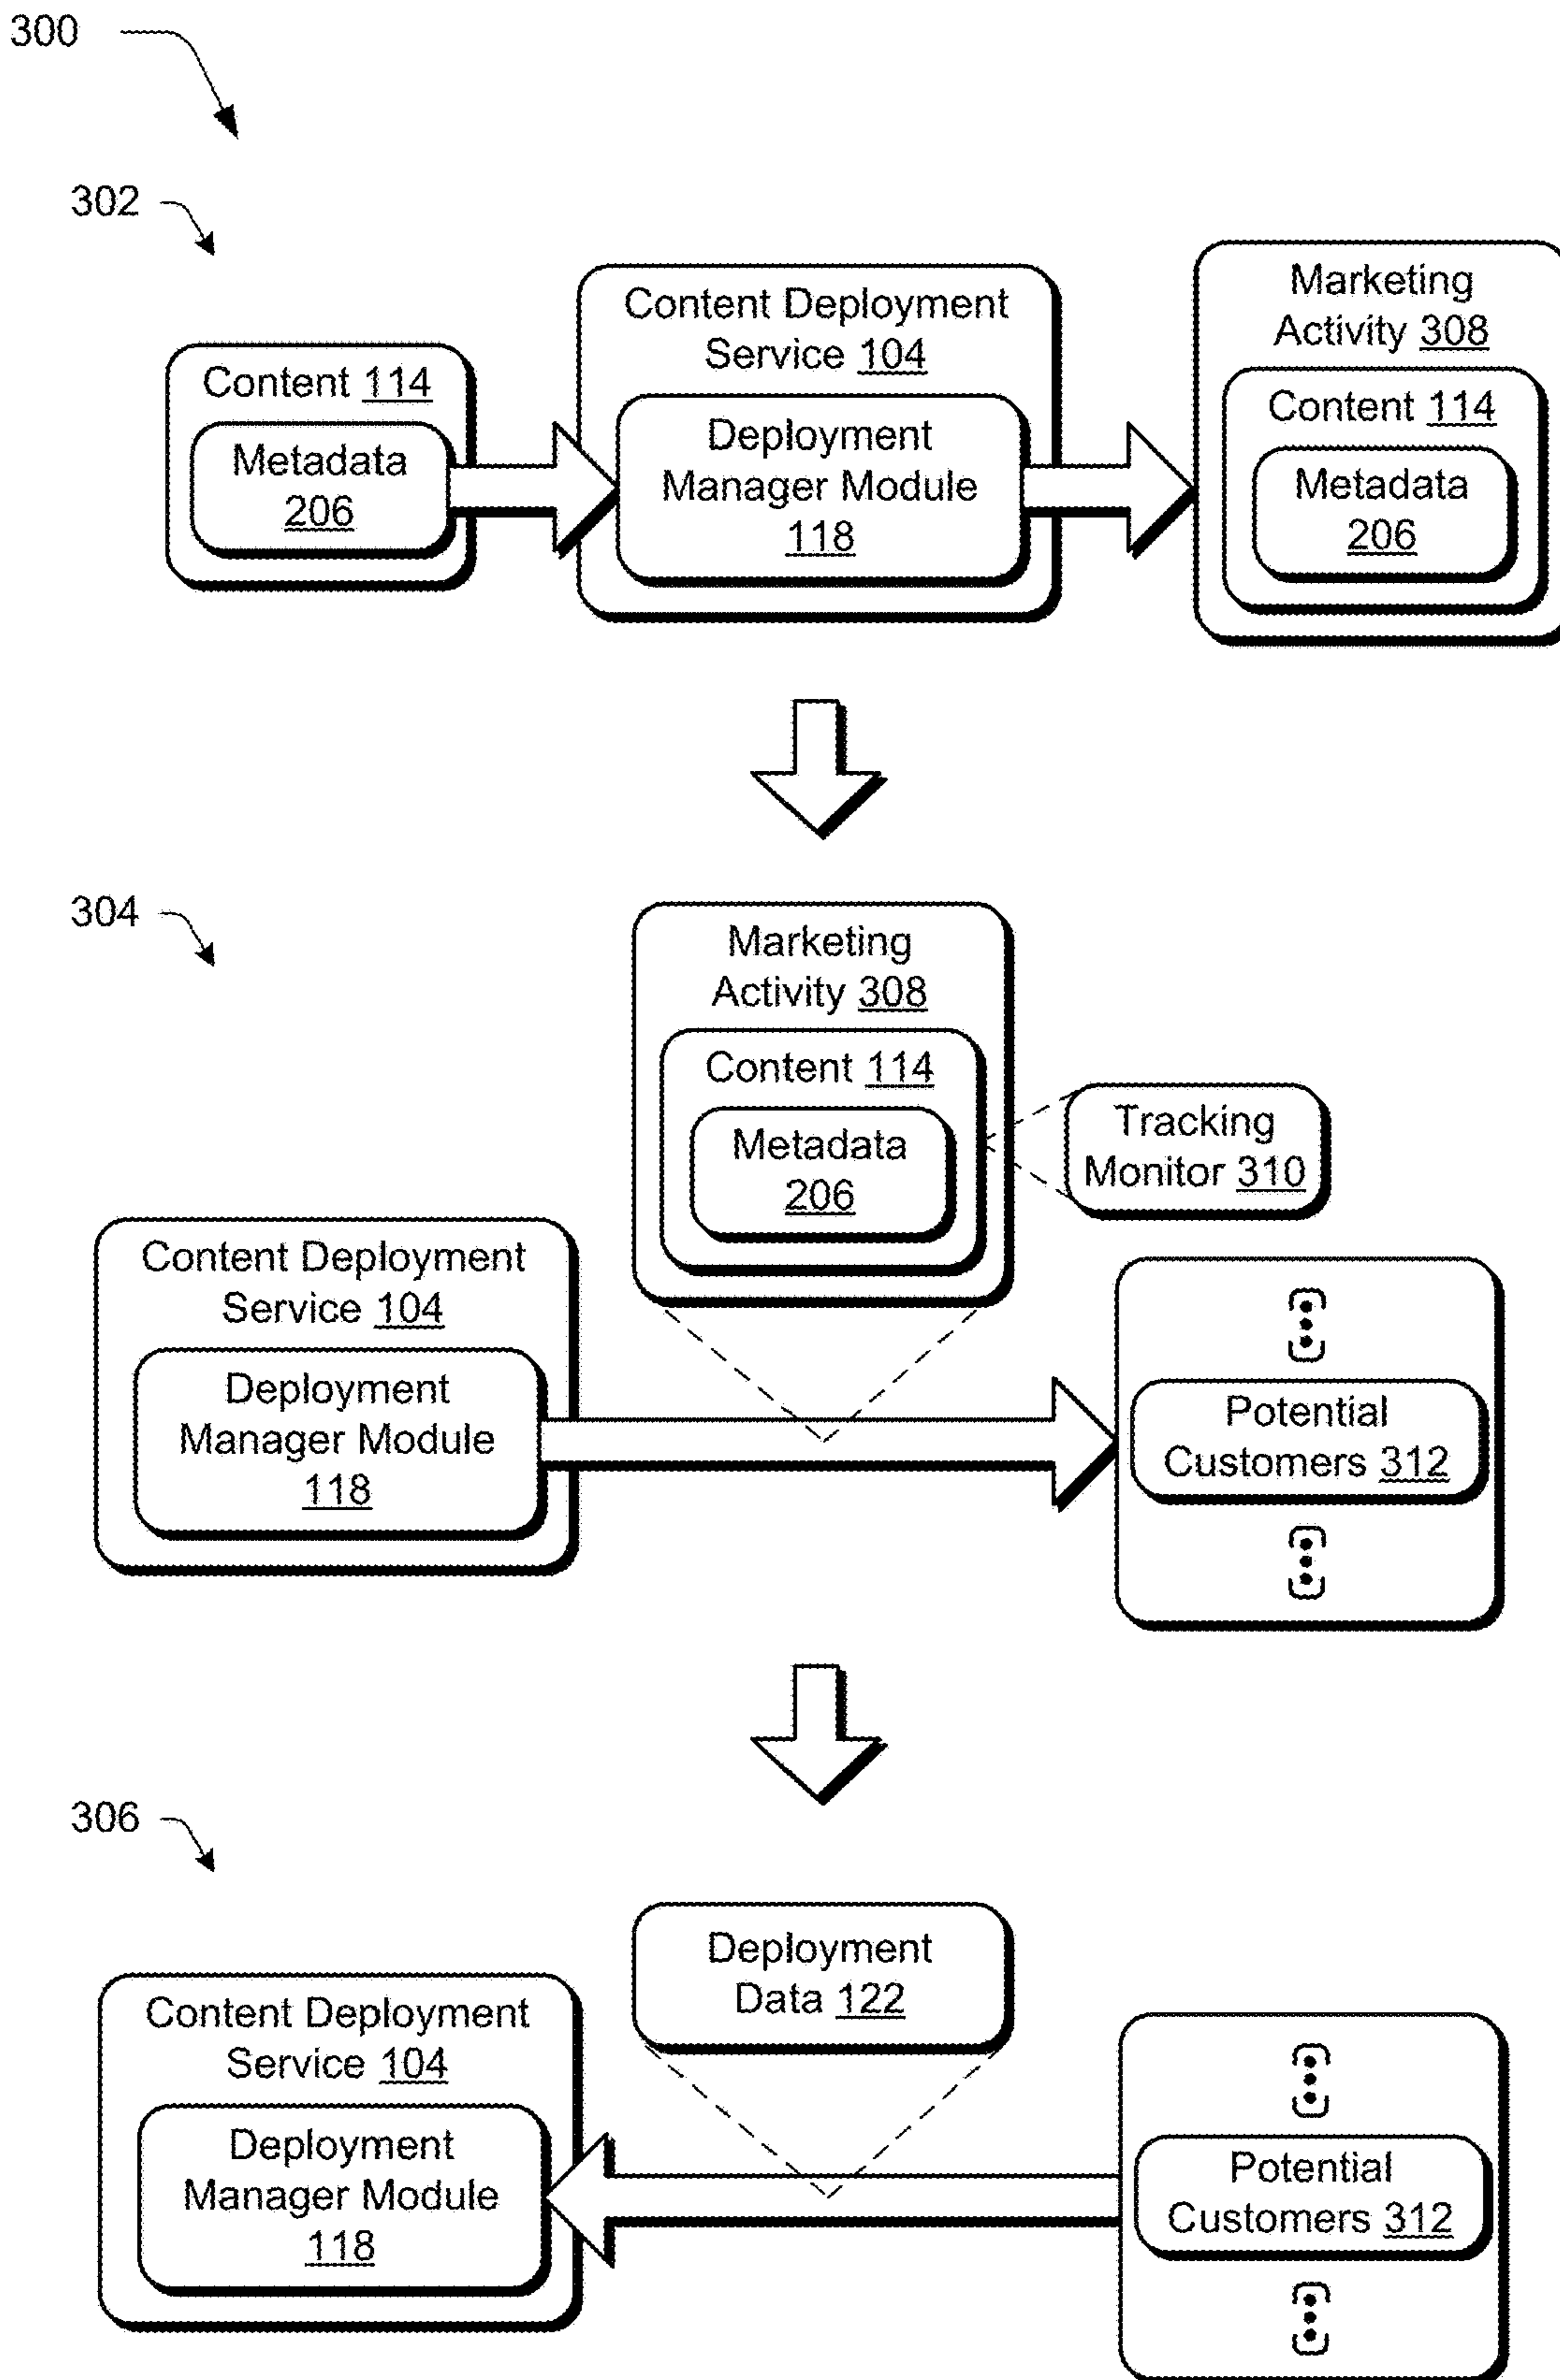 300
302
Content 114
Metadata
206
Content Deployment
Service 104
Deployment
Manager Module
118
Marketing
Activity 308
Content 114
Metadata
206
304
Marketing
Activity 308
Content 114
Metadata
206
Tracking
Monitor 310
Content Deployment
Service 104
Deployment
Manager Module
118
Potential
Customers 312
306
Deployment
Data 122
Content Deployment
Service 104
Deployment
Manager Module
118
Potential
Customers 312